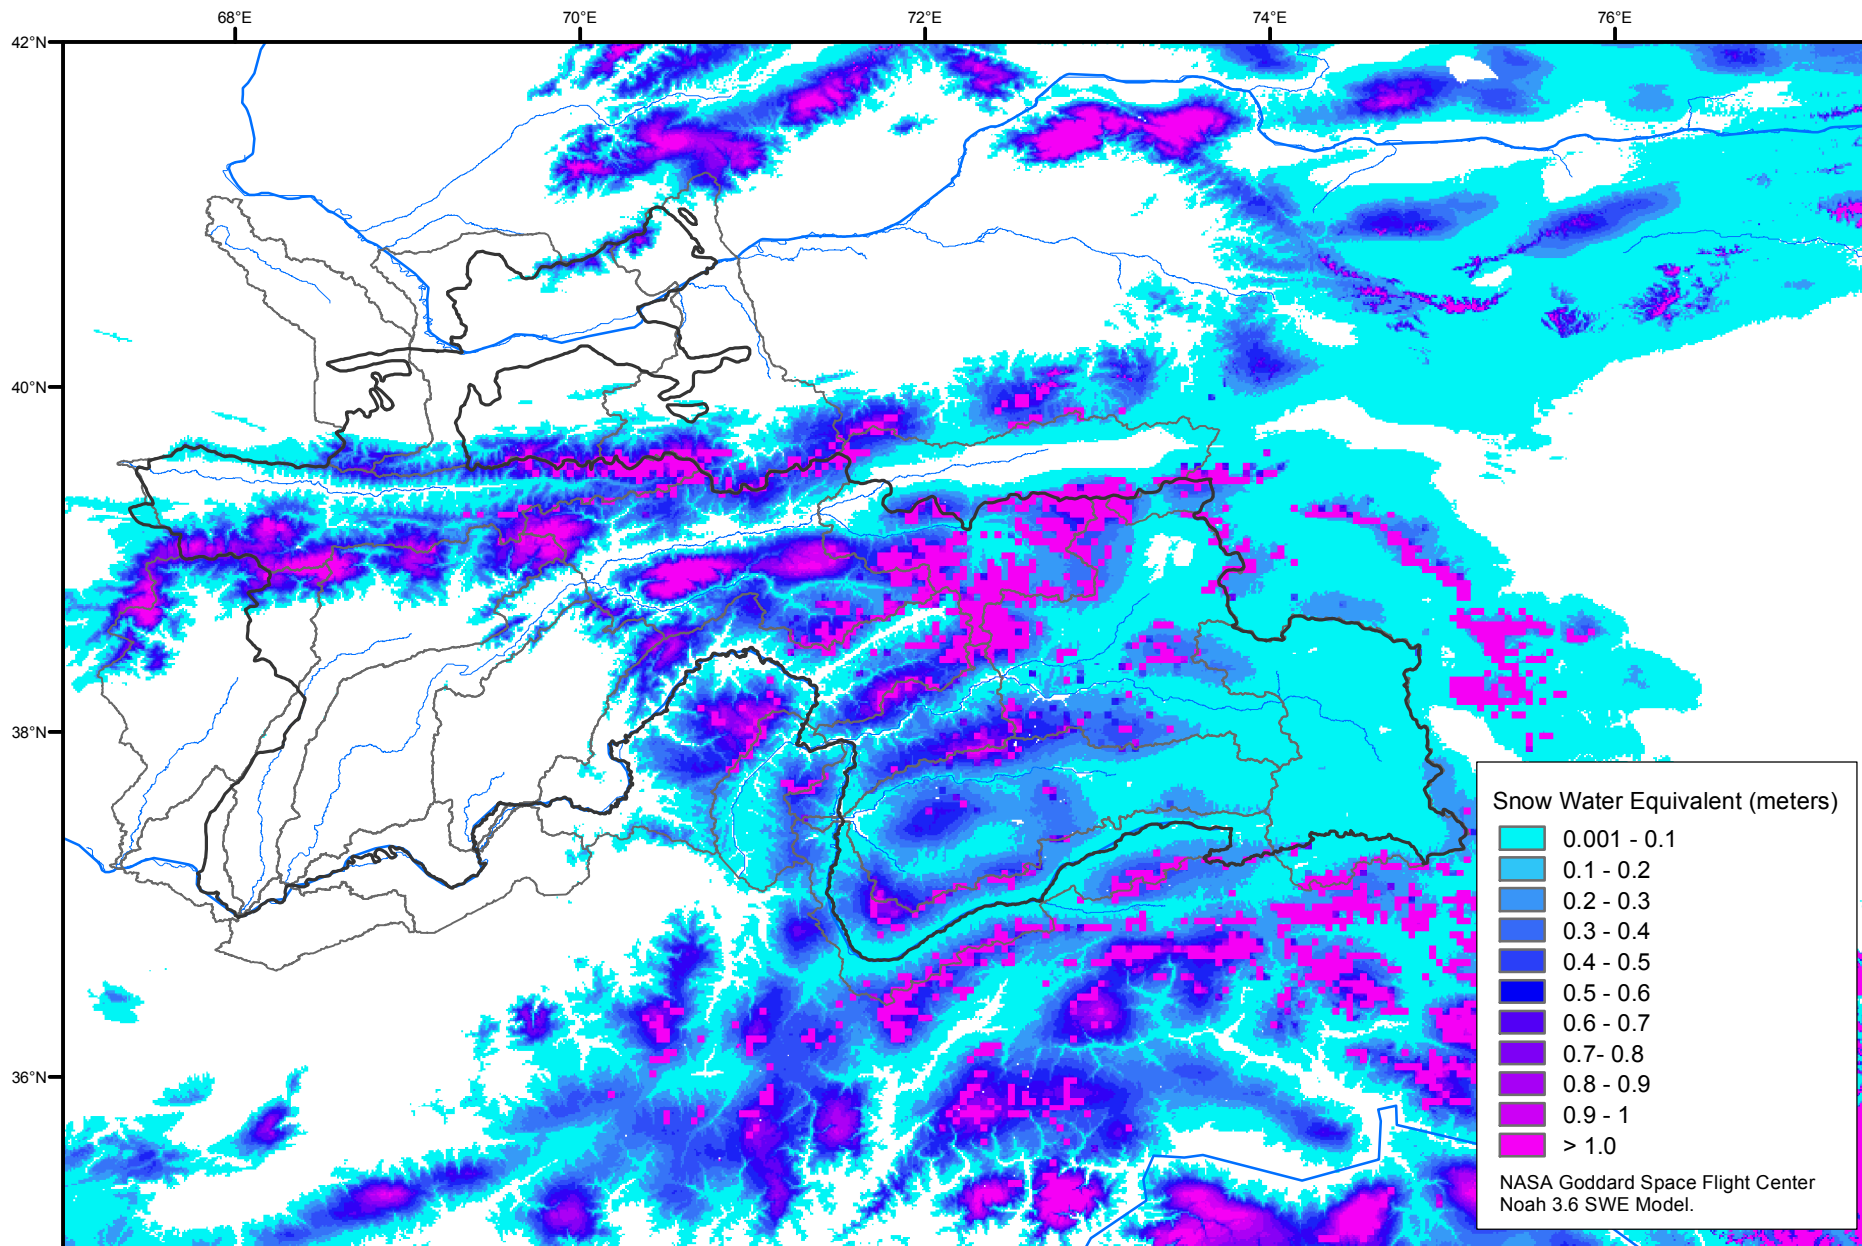 68°E
70°E
72°E
74°E
76°E
42°N
40°N
38°N
36°N
Snow Water Equivalent (meters)
0.001 - 0.1
0.1 - 0.2
0.2 - 0.3
0.3 - 0.4
0.4 - 0.5
0.5 - 0.6
0.6 - 0.7
0.7- 0.8
0.8 - 0.9
0.9 - 1
> 1.0
NASA Goddard Space Flight Center
Noah 3.6 SWE Model.